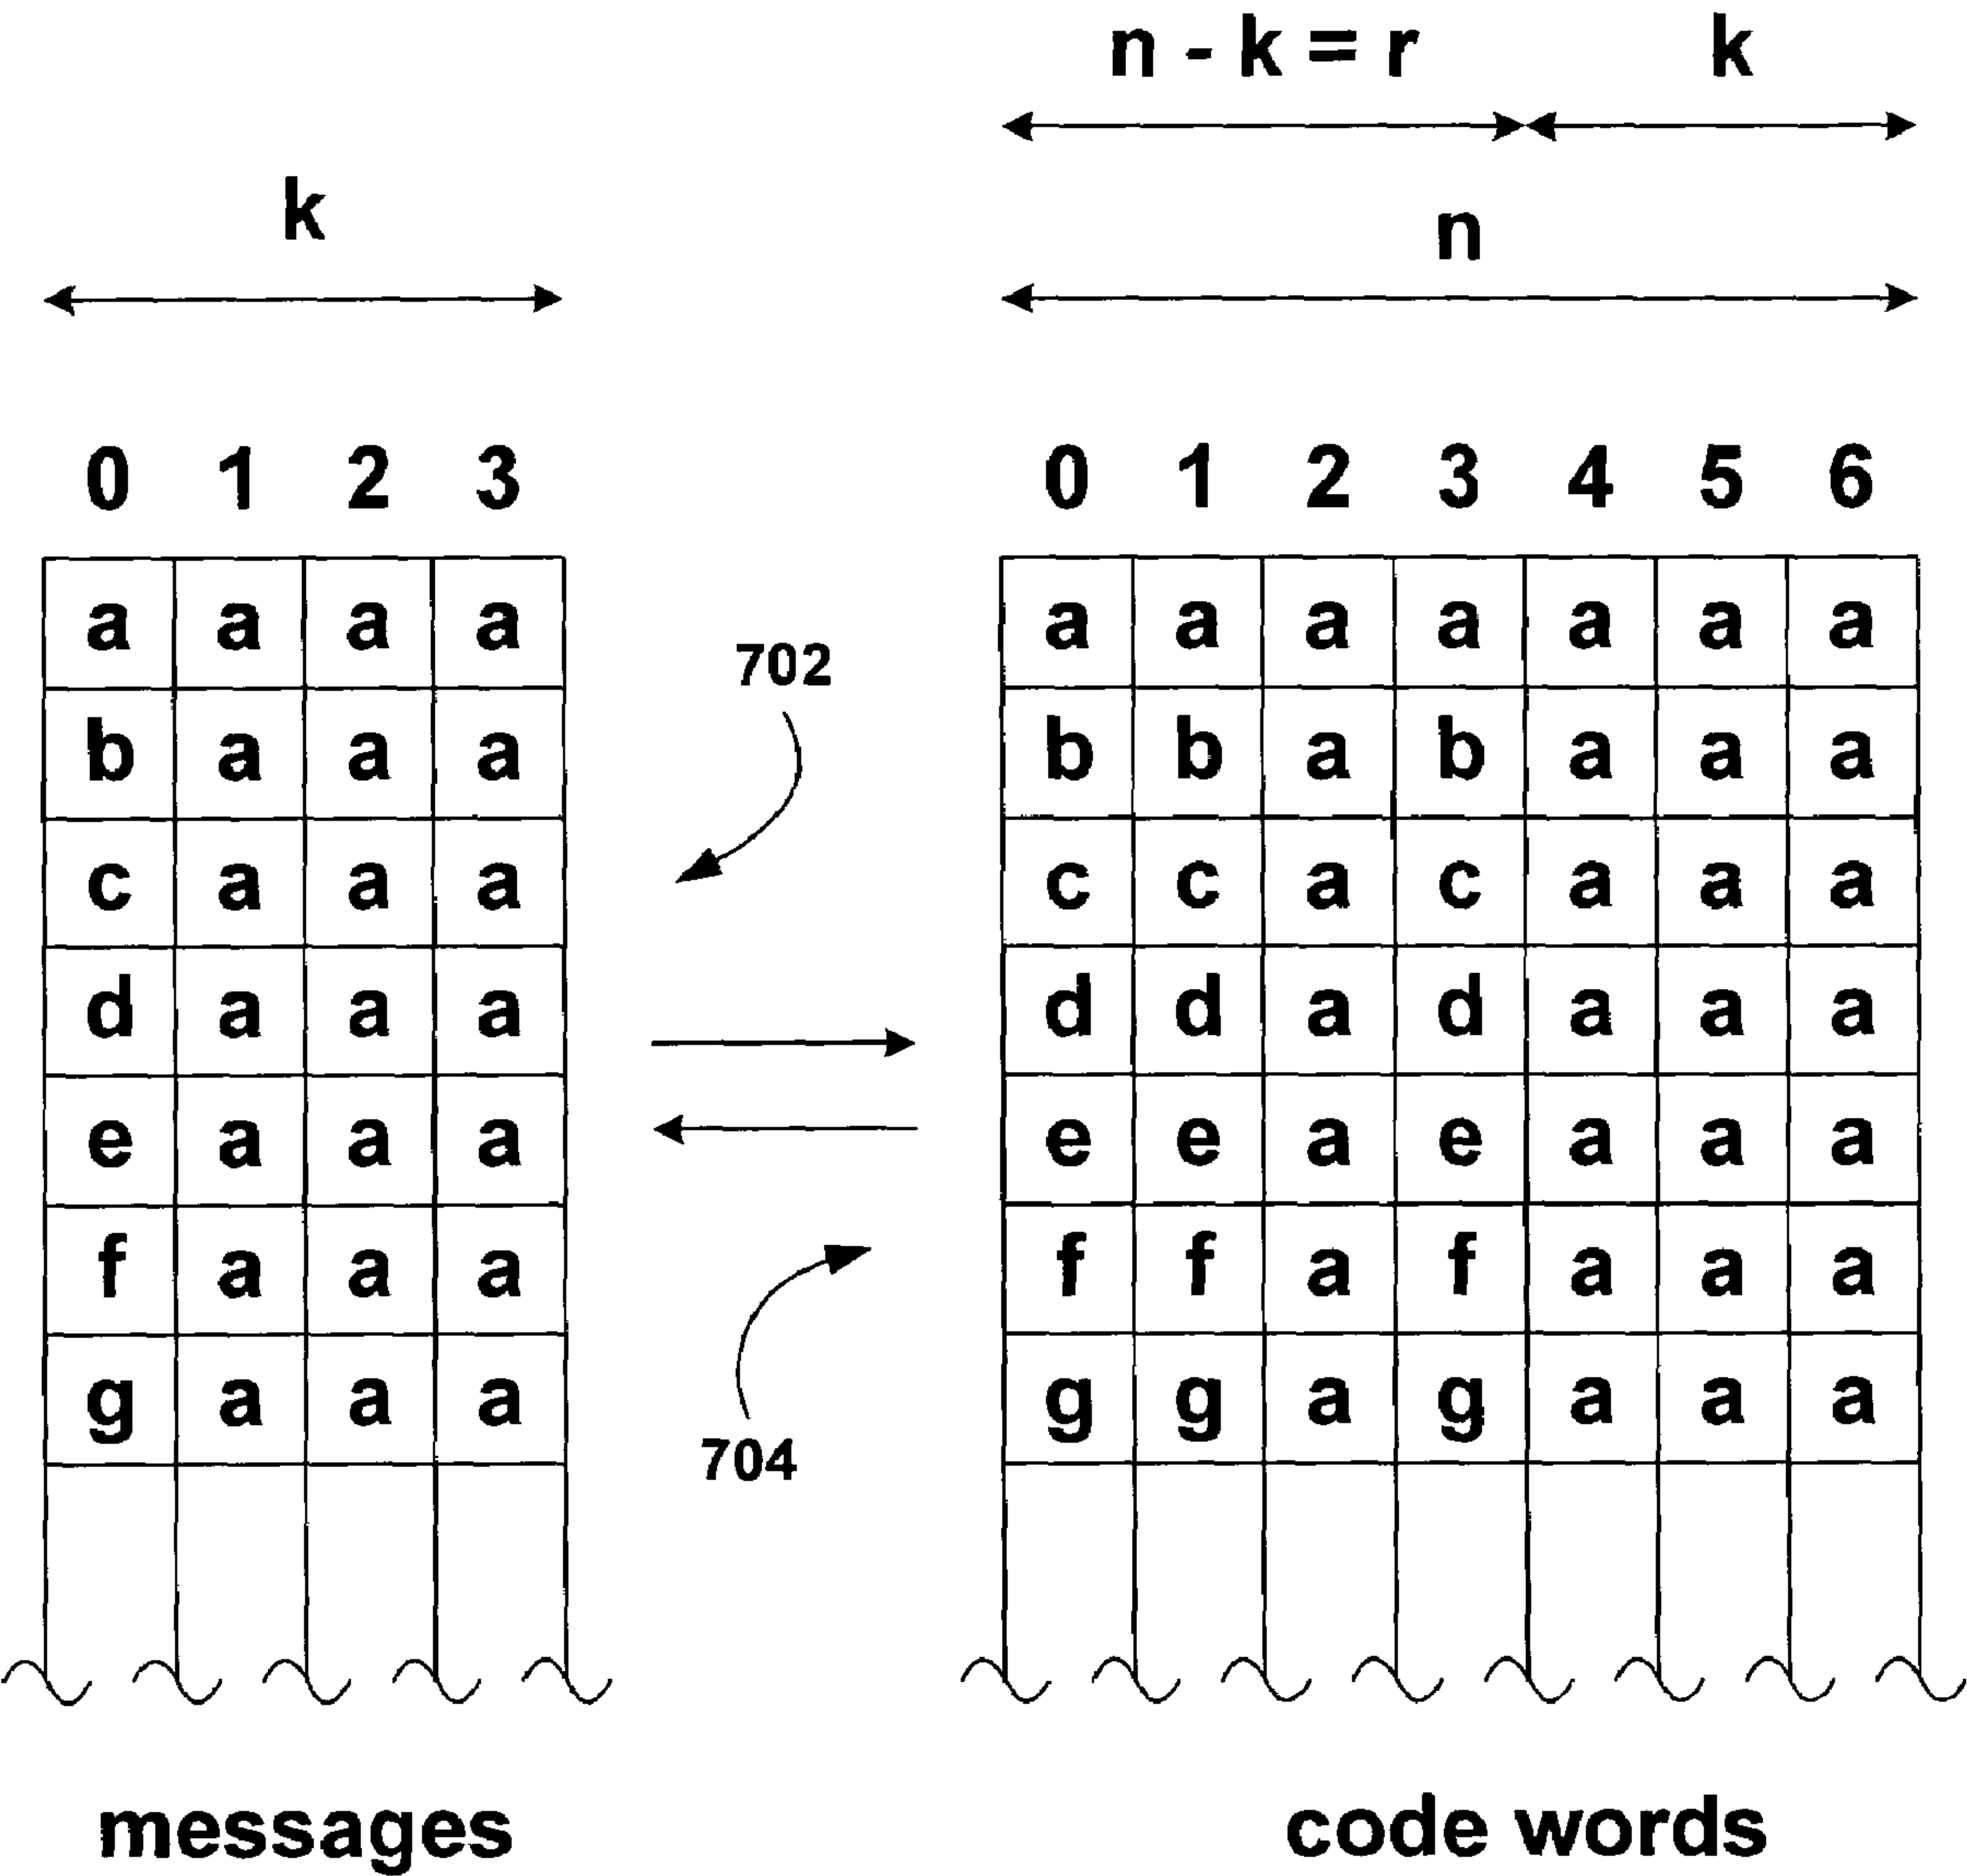 n - k = r k
k
n
0 1 2 3 0 1 2 3 4 5 6
a a a a a a a a a a a
702
b a a a b b a b a a a
c a a a c c a c a a a
d a a a d d a d a a a
e a a a e e a e a a a
f a a a f f a f a a a
g a a a g g a g a a a
704
messages code words